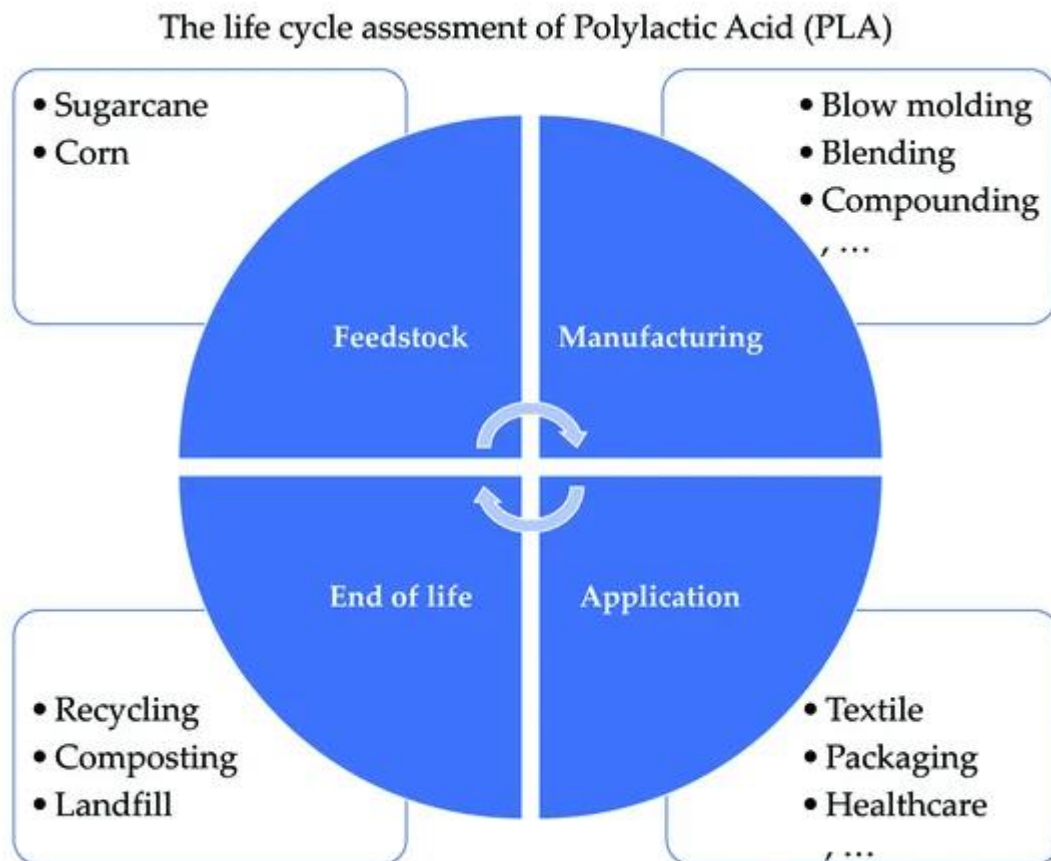 The life cycle assessment of Polylactic Acid (PLA)
• Sugarcane
• Corn
• Blow molding
• Blending
• Compounding
, ...
Feedstock
Manufacturing
End of life
Application
• Recycling
• Composting
• Landfill
• Textile
• Packaging
• Healthcare
, ...